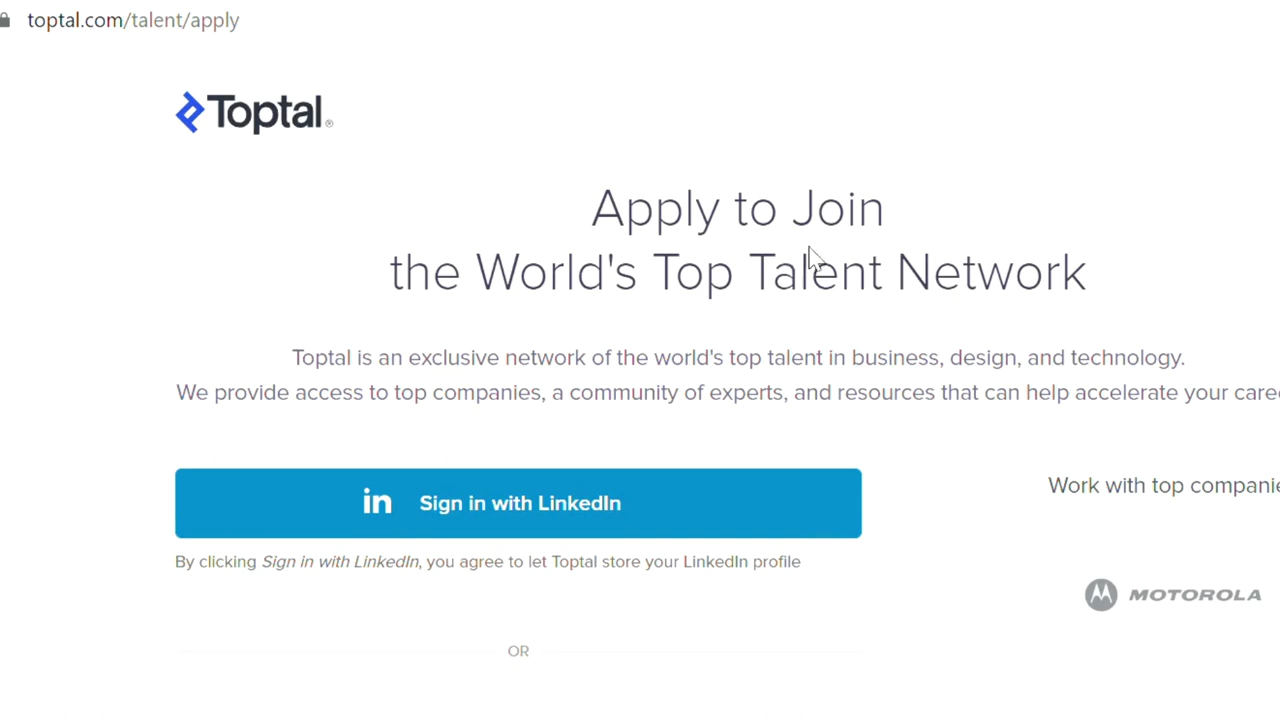 toptal.com/talent/apply
Toptal®
Apply to Join
the World's Top Talent Network
Toptal is an exclusive network of the world's top talent in business, design, and technology.
We provide access to top companies, a community of experts, and resources that can help accelerate your caree
in Sign in with LinkedIn
Work with top companie
By clicking Sign in with LinkedIn, you agree to let Toptal store your LinkedIn profile
MOTOROLA
OR